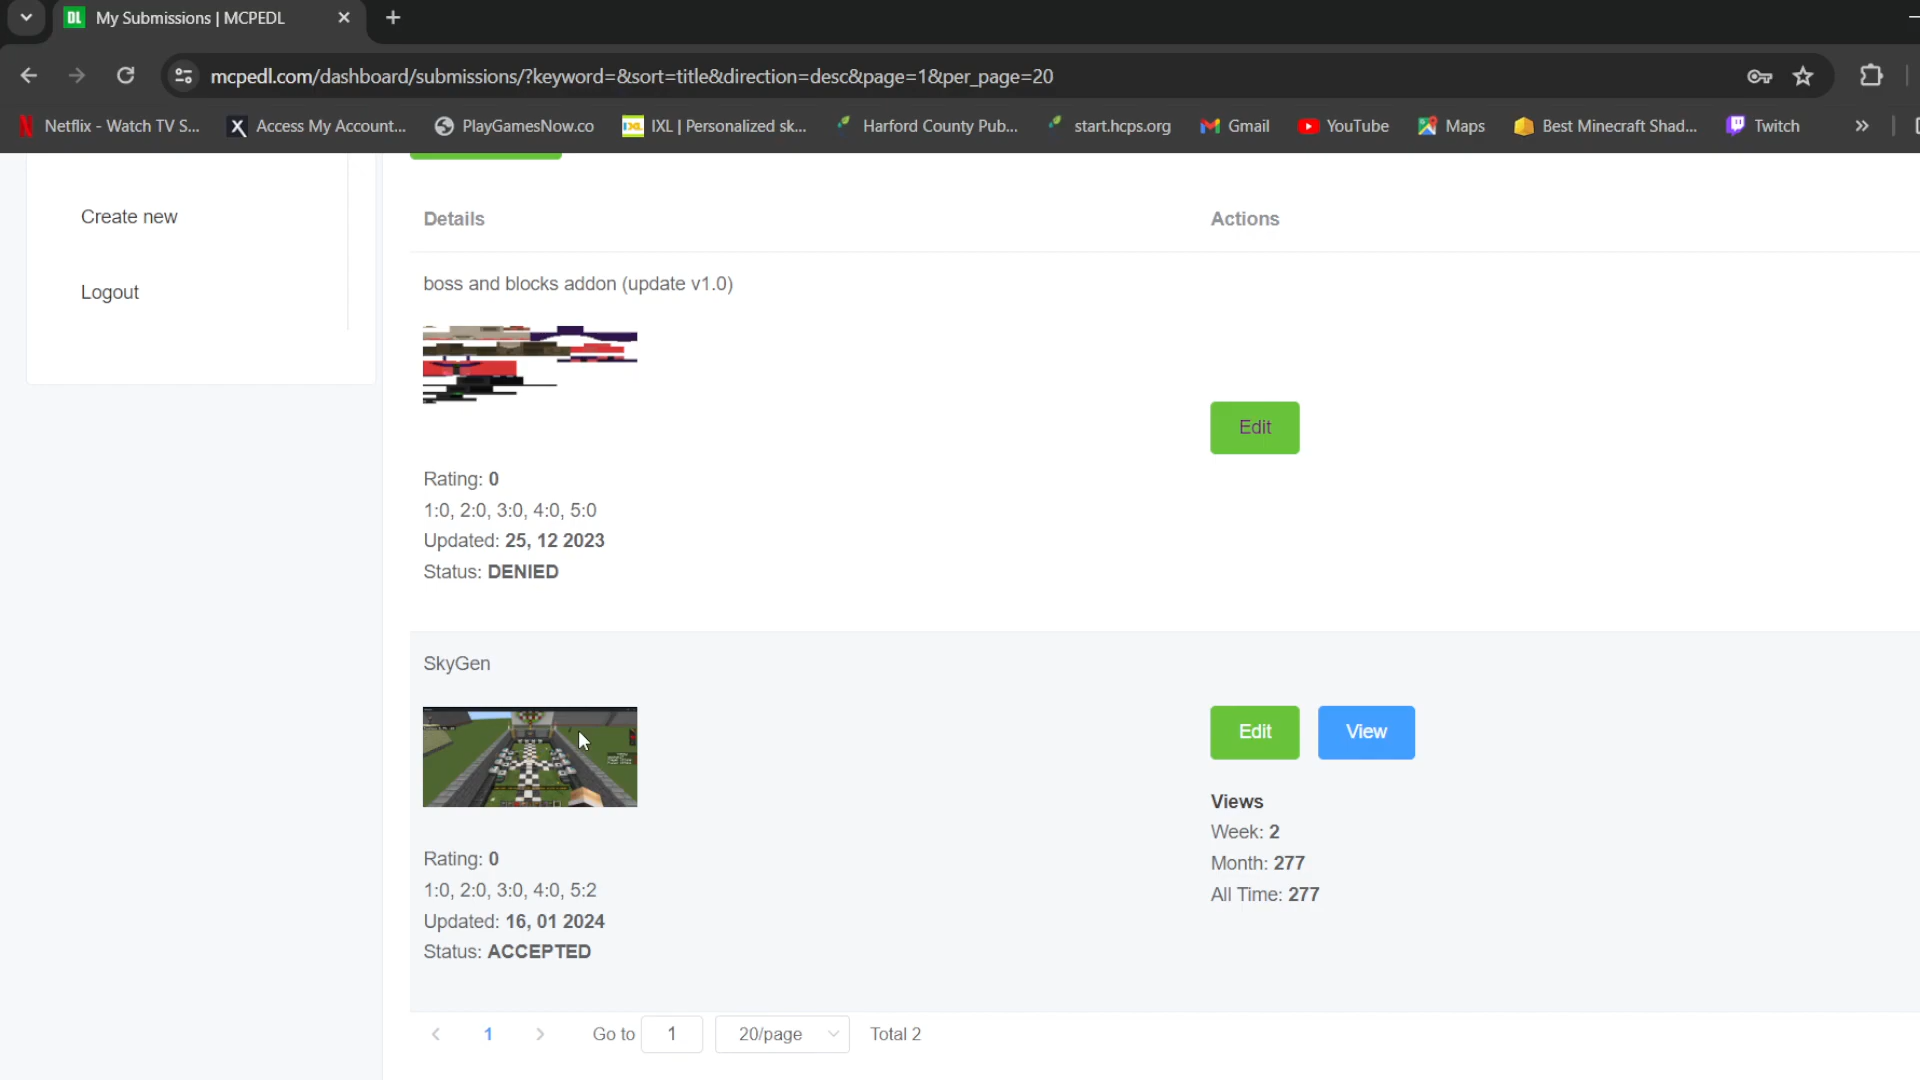 DL My Submissions | MCPEDL
mcpedl.com/dashboard/submissions/?keyword=&sort=title&direction=desc&page=1&per_page=20
Netflix - Watch TV S... Access My Account... PlayGamesNow.co IXL | Personalized sk... Harford County Pub... start.hcps.org Gmail YouTube Maps Best Minecraft Shad... Twitch
Create new
Logout
Details Actions
boss and blocks addon (update v1.0)
Edit
Rating: 0
1:0, 2:0, 3:0, 4:0, 5:0
Updated: 25, 12 2023
Status: DENIED
SkyGen
Edit View
Views
Week: 2
Month: 277
All Time: 277
Rating: 0
1:0, 2:0, 3:0, 4:0, 5:2
Updated: 16, 01 2024
Status: ACCEPTED
1 Go to 1 20/page Total 2